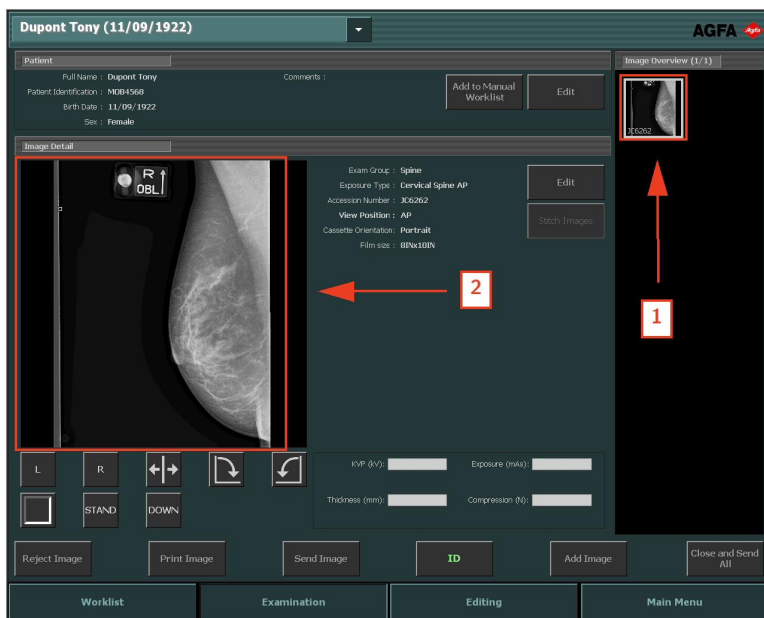 Dupont Tony (11/09/1922)
AGFA
Agfa
Patient
Full Name : Dupont Tony
Comments :
Patient Identification : MOB4568
Birth Date : 11/09/1922
Sex : Female
Add to Manual
Worklist
Edit
Image Overview (1/1)
JC6262
1
Image Detail
R
OBL
Exam Group : Spine
Exposure Type : Cervical Spine AP
Accession Number : JC6262
View Position : AP
Cassette Orientation: Portrait
Film size : 8INx10IN
Edit
Stitch Images
2
L
R
STAND
DOWN
KVP (kV):
Exposure (mAs):
Thickness (mm):
Compression (N):
Reject Image
Print Image
Send Image
ID
Add Image
Close and Send
All
Worklist
Examination
Editing
Main Menu